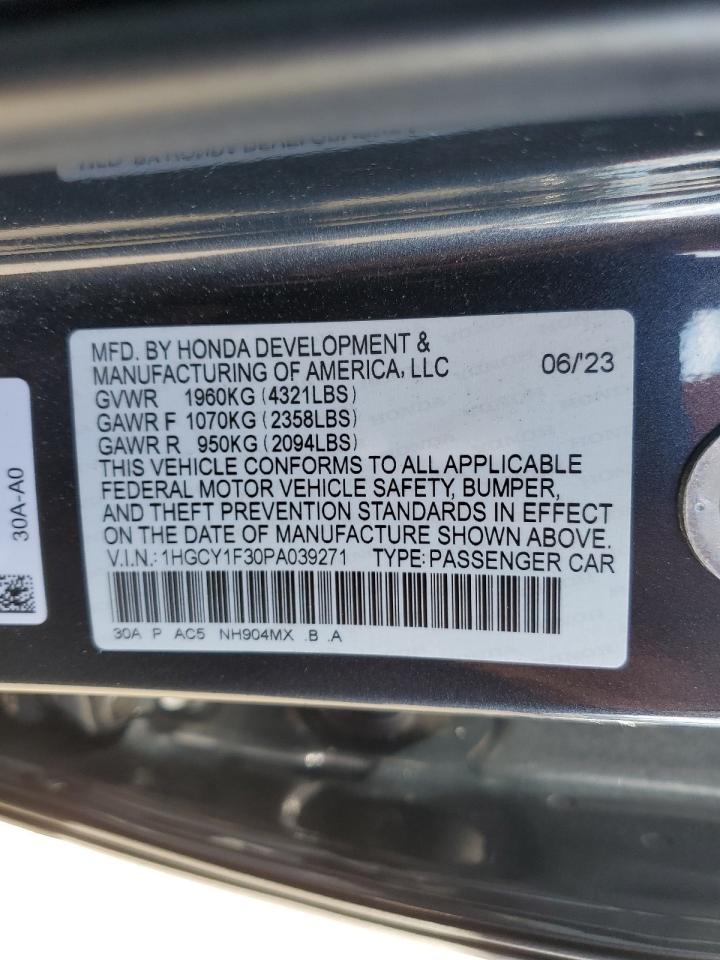 MFD. BY HONDA DEVELOPMENT &
MANUFACTURING OF AMERICA, LLC 06/'23
GVWR 1960KG (4321LBS)
GAWR F 1070KG (2358LBS)
GAWR R 950KG (2094LBS)
THIS VEHICLE CONFORMS TO ALL APPLICABLE
FEDERAL MOTOR VEHICLE SAFETY, BUMPER,
AND THEFT PREVENTION STANDARDS IN EFFECT
ON THE DATE OF MANUFACTURE SHOWN ABOVE.
V.I.N.: 1HGCY1F30PA039271 TYPE: PASSENGER CAR
30A P AC5 NH904MX .B .A
30A-A0